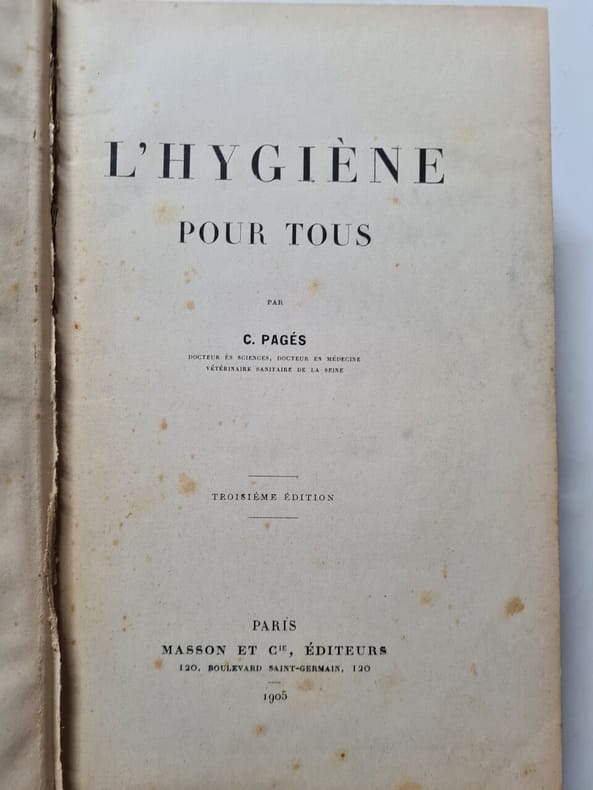 L'HYGIÈNE
POUR TOUS
PAR
C. PAGÉS
DOCTEUR ÈS SCIENCES, DOCTEUR EN MÉDECINE
VÉTÉRINAIRE SANITAIRE DE LA SEINE
TROISIÈME ÉDITION
PARIS
MASSON ET Cᴵᴱ, ÉDITEURS
120, BOULEVARD SAINT-GERMAIN, 120
1905